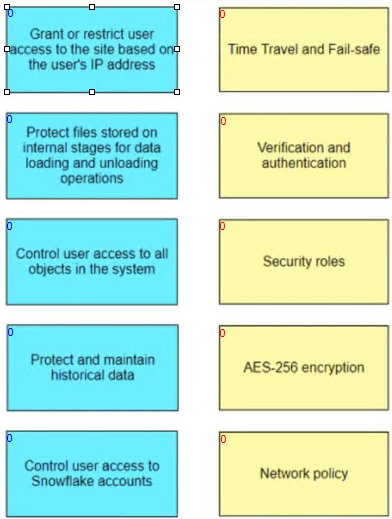 0
Grant or restrict user
access to the site based on
the user's IP address
0
Time Travel and Fail-safe
0
Protect files stored on
internal stages for data
loading and unloading
operations
0
Verification and
authentication
0
Control user access to all
objects in the system
0
Security roles
0
Protect and maintain
historical data
0
AES-256 encryption
0
Control user access to
Snowflake accounts
0
Network policy